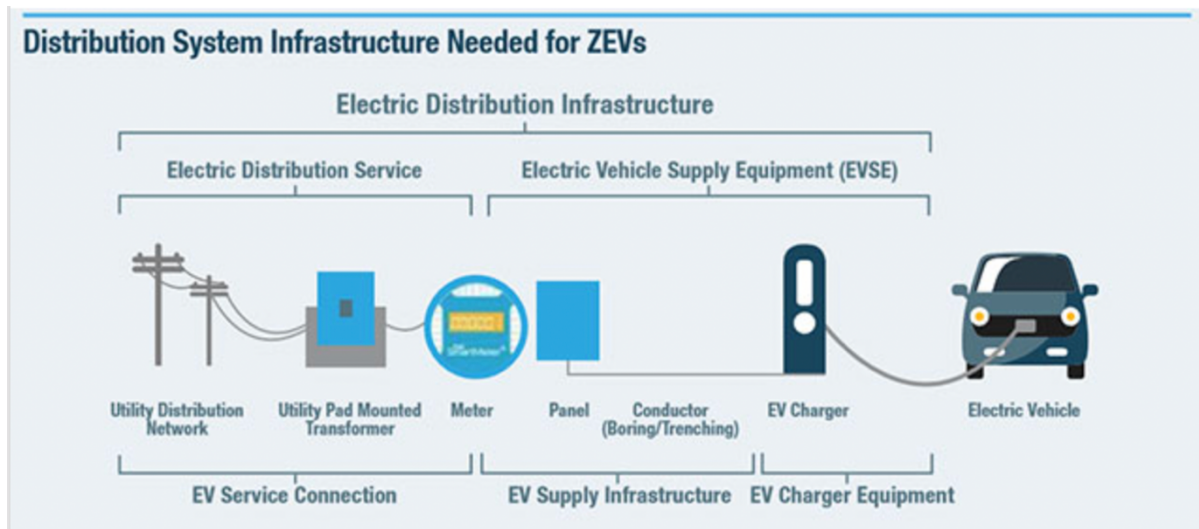 Distribution System Infrastructure Needed for ZEVs
Electric Distribution Infrastructure
Electric Distribution Service
Electric Vehicle Supply Equipment (EVSE)
SmartMeter
Utility Distribution
Network
Utility Pad Mounted
Transformer
Meter
Panel
Conductor
(Boring/Trenching)
EV Charger
Electric Vehicle
EV Service Connection
EV Supply Infrastructure
EV Charger Equipment